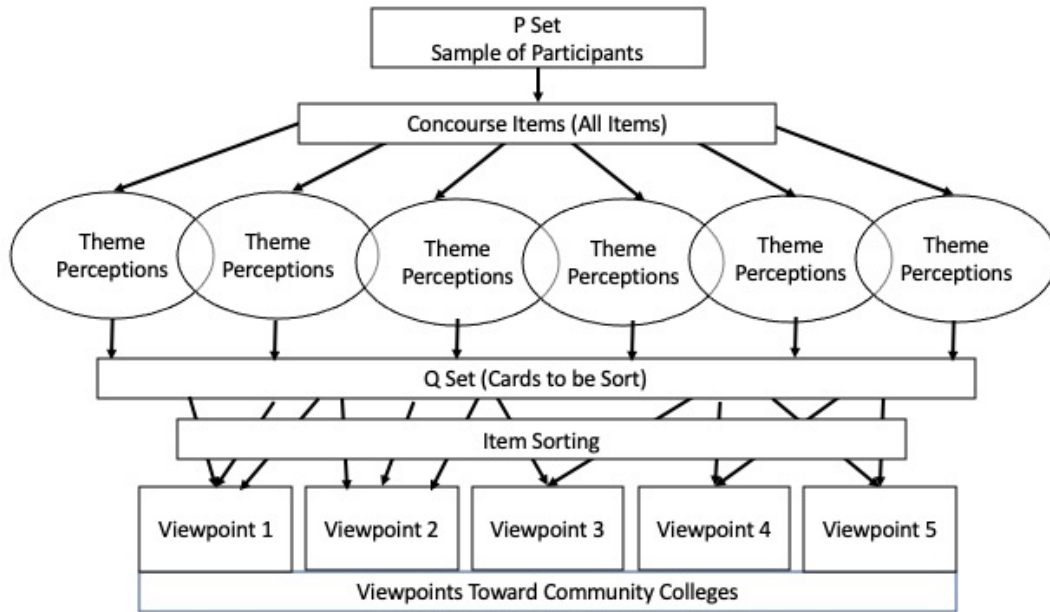 P Set
Sample of Participants
Concourse Items (All Items)
Theme
Perceptions
Theme
Perceptions
Theme
Perceptions
Theme
Perceptions
Theme
Perceptions
Theme
Perceptions
Q Set (Cards to be Sort)
Item Sorting
Viewpoint 1
Viewpoint 2
Viewpoint 3
Viewpoint 4
Viewpoint 5
Viewpoints Toward Community Colleges